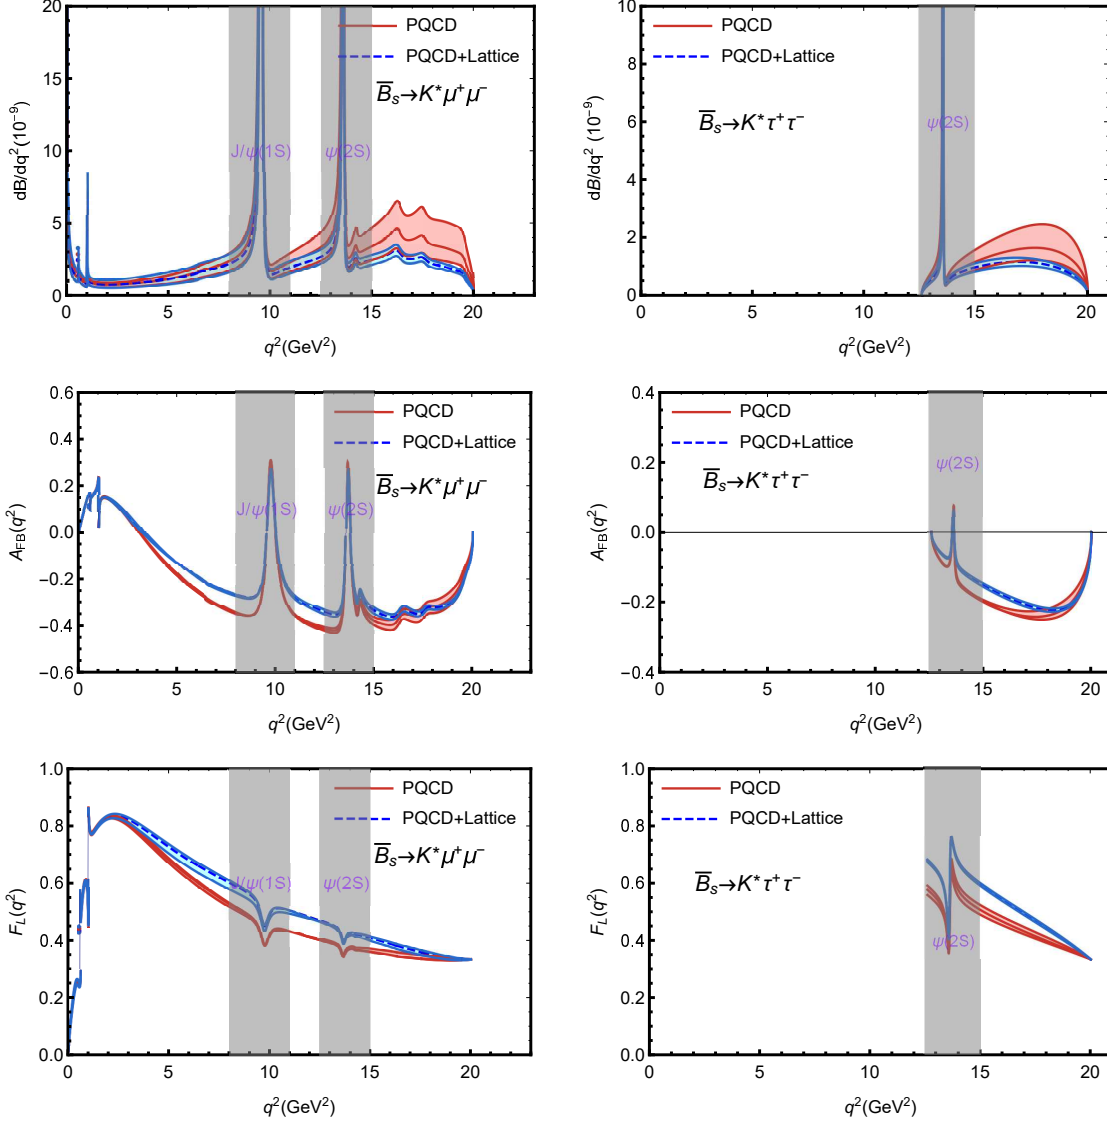 PQCD
PQCD+Lattice
B̄s→K*μ+μ−
J/ψ(1S)
ψ(2S)
dB/dq²(10⁻⁹)
20
15
10
5
0
0 5 10 15 20
q²(GeV²)
PQCD
PQCD+Lattice
B̄s→K*τ+τ−
ψ(2S)
dB/dq² (10⁻⁹)
10
8
6
4
2
0
0 5 10 15 20
q²(GeV²)
PQCD
PQCD+Lattice
B̄s→K*μ+μ−
J/ψ(1S)
ψ(2S)
A_FB(q²)
0.6
0.4
0.2
0.0
−0.2
−0.4
−0.6
0 5 10 15 20
q²(GeV²)
PQCD
PQCD+Lattice
B̄s→K*τ+τ−
ψ(2S)
A_FB(q²)
0.4
0.2
0.0
−0.2
−0.4
0 5 10 15 20
q²(GeV²)
PQCD
PQCD+Lattice
B̄s→K*μ+μ−
J/ψ(1S)
ψ(2S)
F_L(q²)
1.0
0.8
0.6
0.4
0.2
0.0
0 5 10 15 20
q²(GeV²)
PQCD
PQCD+Lattice
B̄s→K*τ+τ−
ψ(2S)
F_L(q²)
1.0
0.8
0.6
0.4
0.2
0.0
0 5 10 15 20
q²(GeV²)